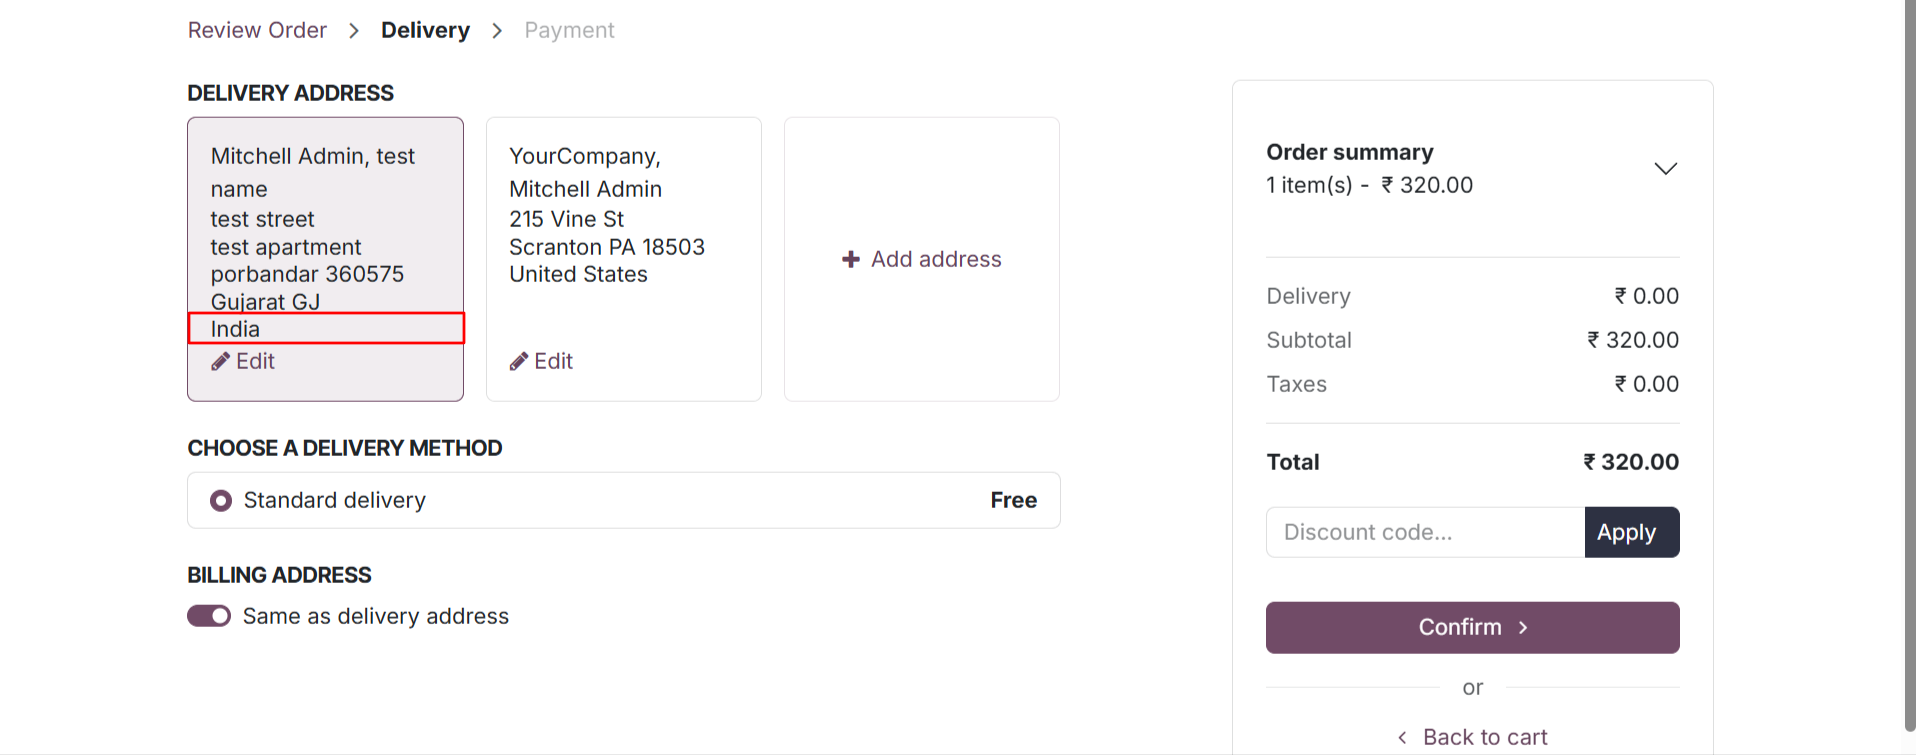 Review Order > Delivery > Payment
DELIVERY ADDRESS
Mitchell Admin, test
name
test street
test apartment
porbandar 360575
Gujarat GJ
India
Edit
YourCompany,
Mitchell Admin
215 Vine St
Scranton PA 18503
United States
Edit
+ Add address
CHOOSE A DELIVERY METHOD
Standard delivery Free
BILLING ADDRESS
Same as delivery address
Order summary
1 item(s) - ₹ 320.00
Delivery ₹ 0.00
Subtotal ₹ 320.00
Taxes ₹ 0.00
Total ₹ 320.00
Discount code... Apply
Confirm >
or
< Back to cart